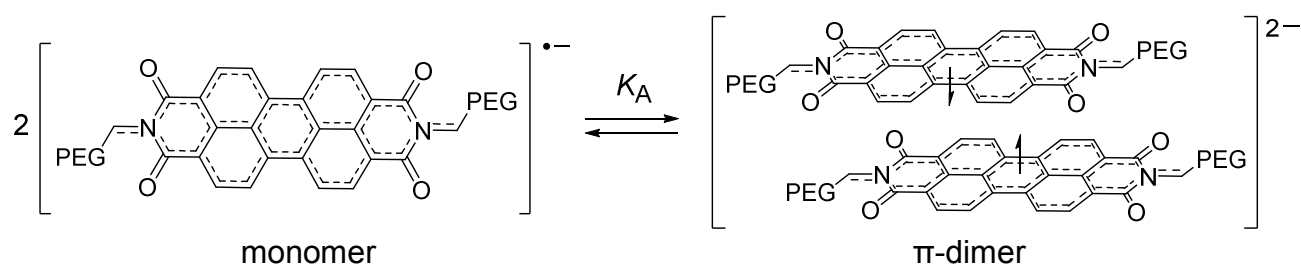 2 [ PEG N O O O O N PEG ] •−
K_A
[ PEG N O O O O N PEG PEG N O O O O N PEG ] 2−
monomer
π-dimer